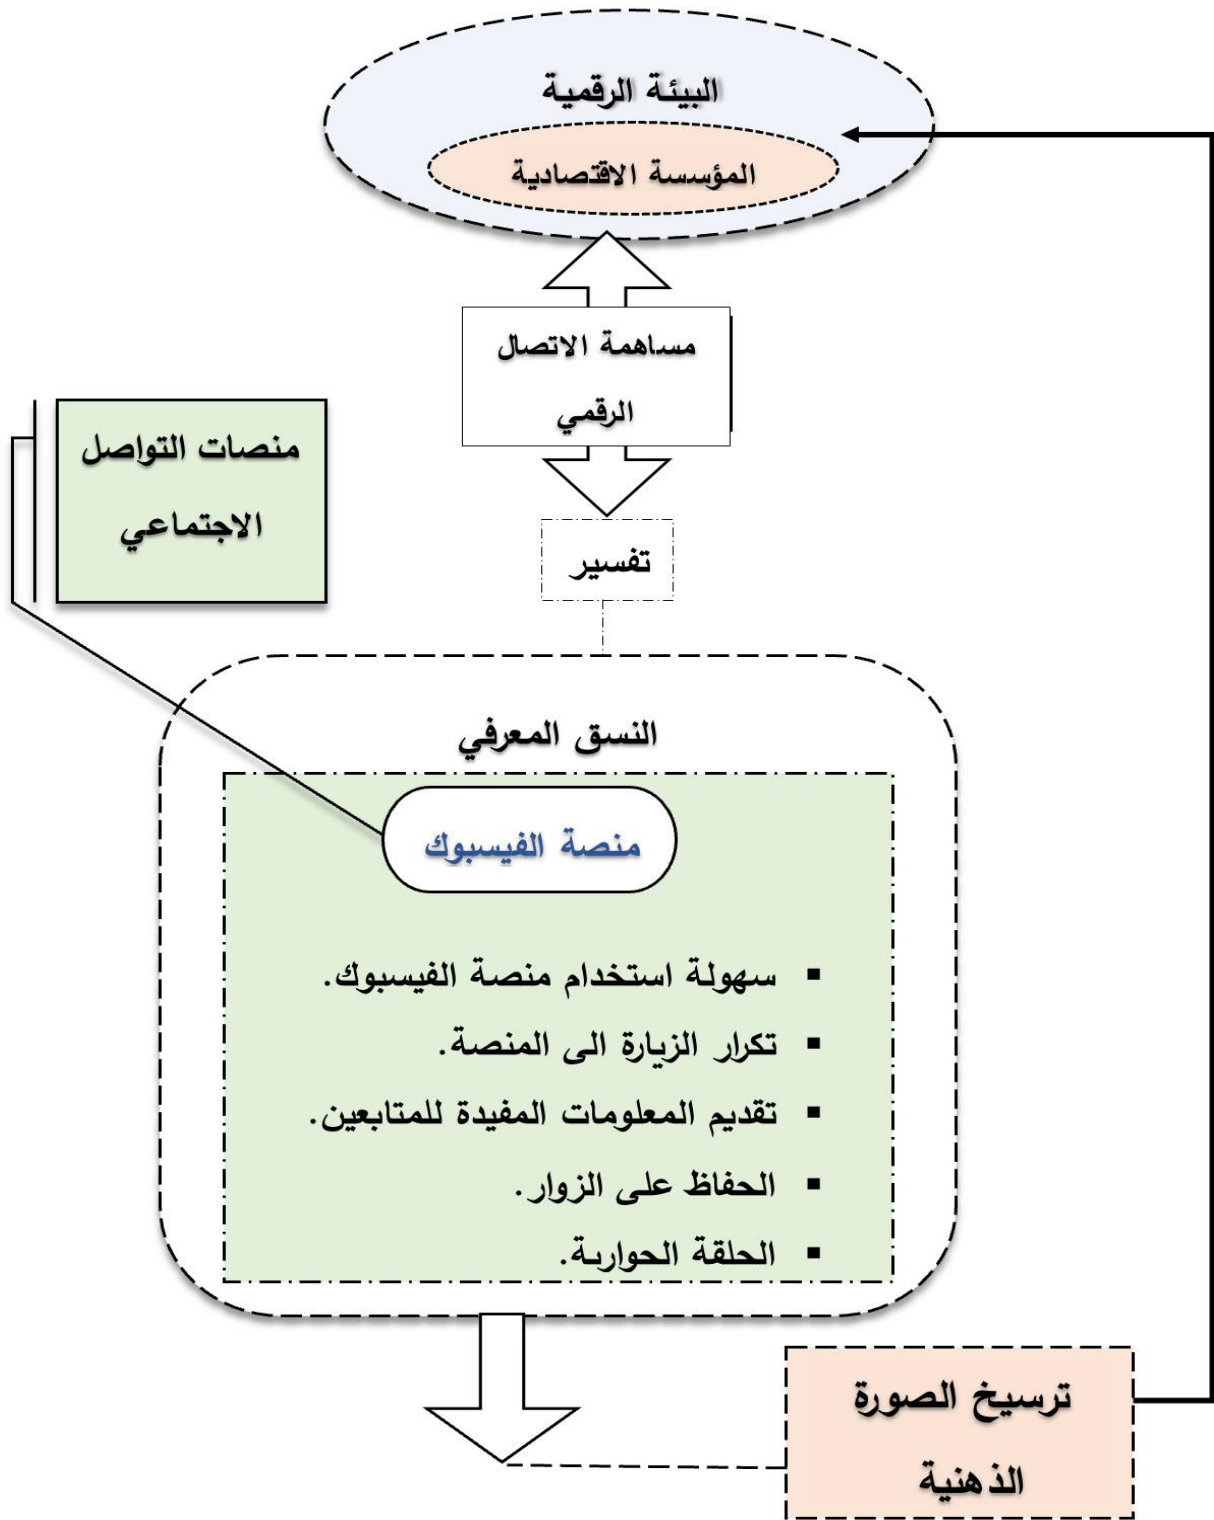 البيئة الرقمية
المؤسسة الاقتصادية
مساهمة الاتصال
الرقمي
منصات التواصل
الاجتماعي
تفسير
النسق المعرفي
منصة الفيسبوك
▪ سهولة استخدام منصة الفيسبوك.
▪ تكرار الزيارة الى المنصة.
▪ تقديم المعلومات المفيدة للمتابعين.
▪ الحفاظ على الزوار.
▪ الحلقة الحوارية.
ترسيخ الصورة
الذهنية